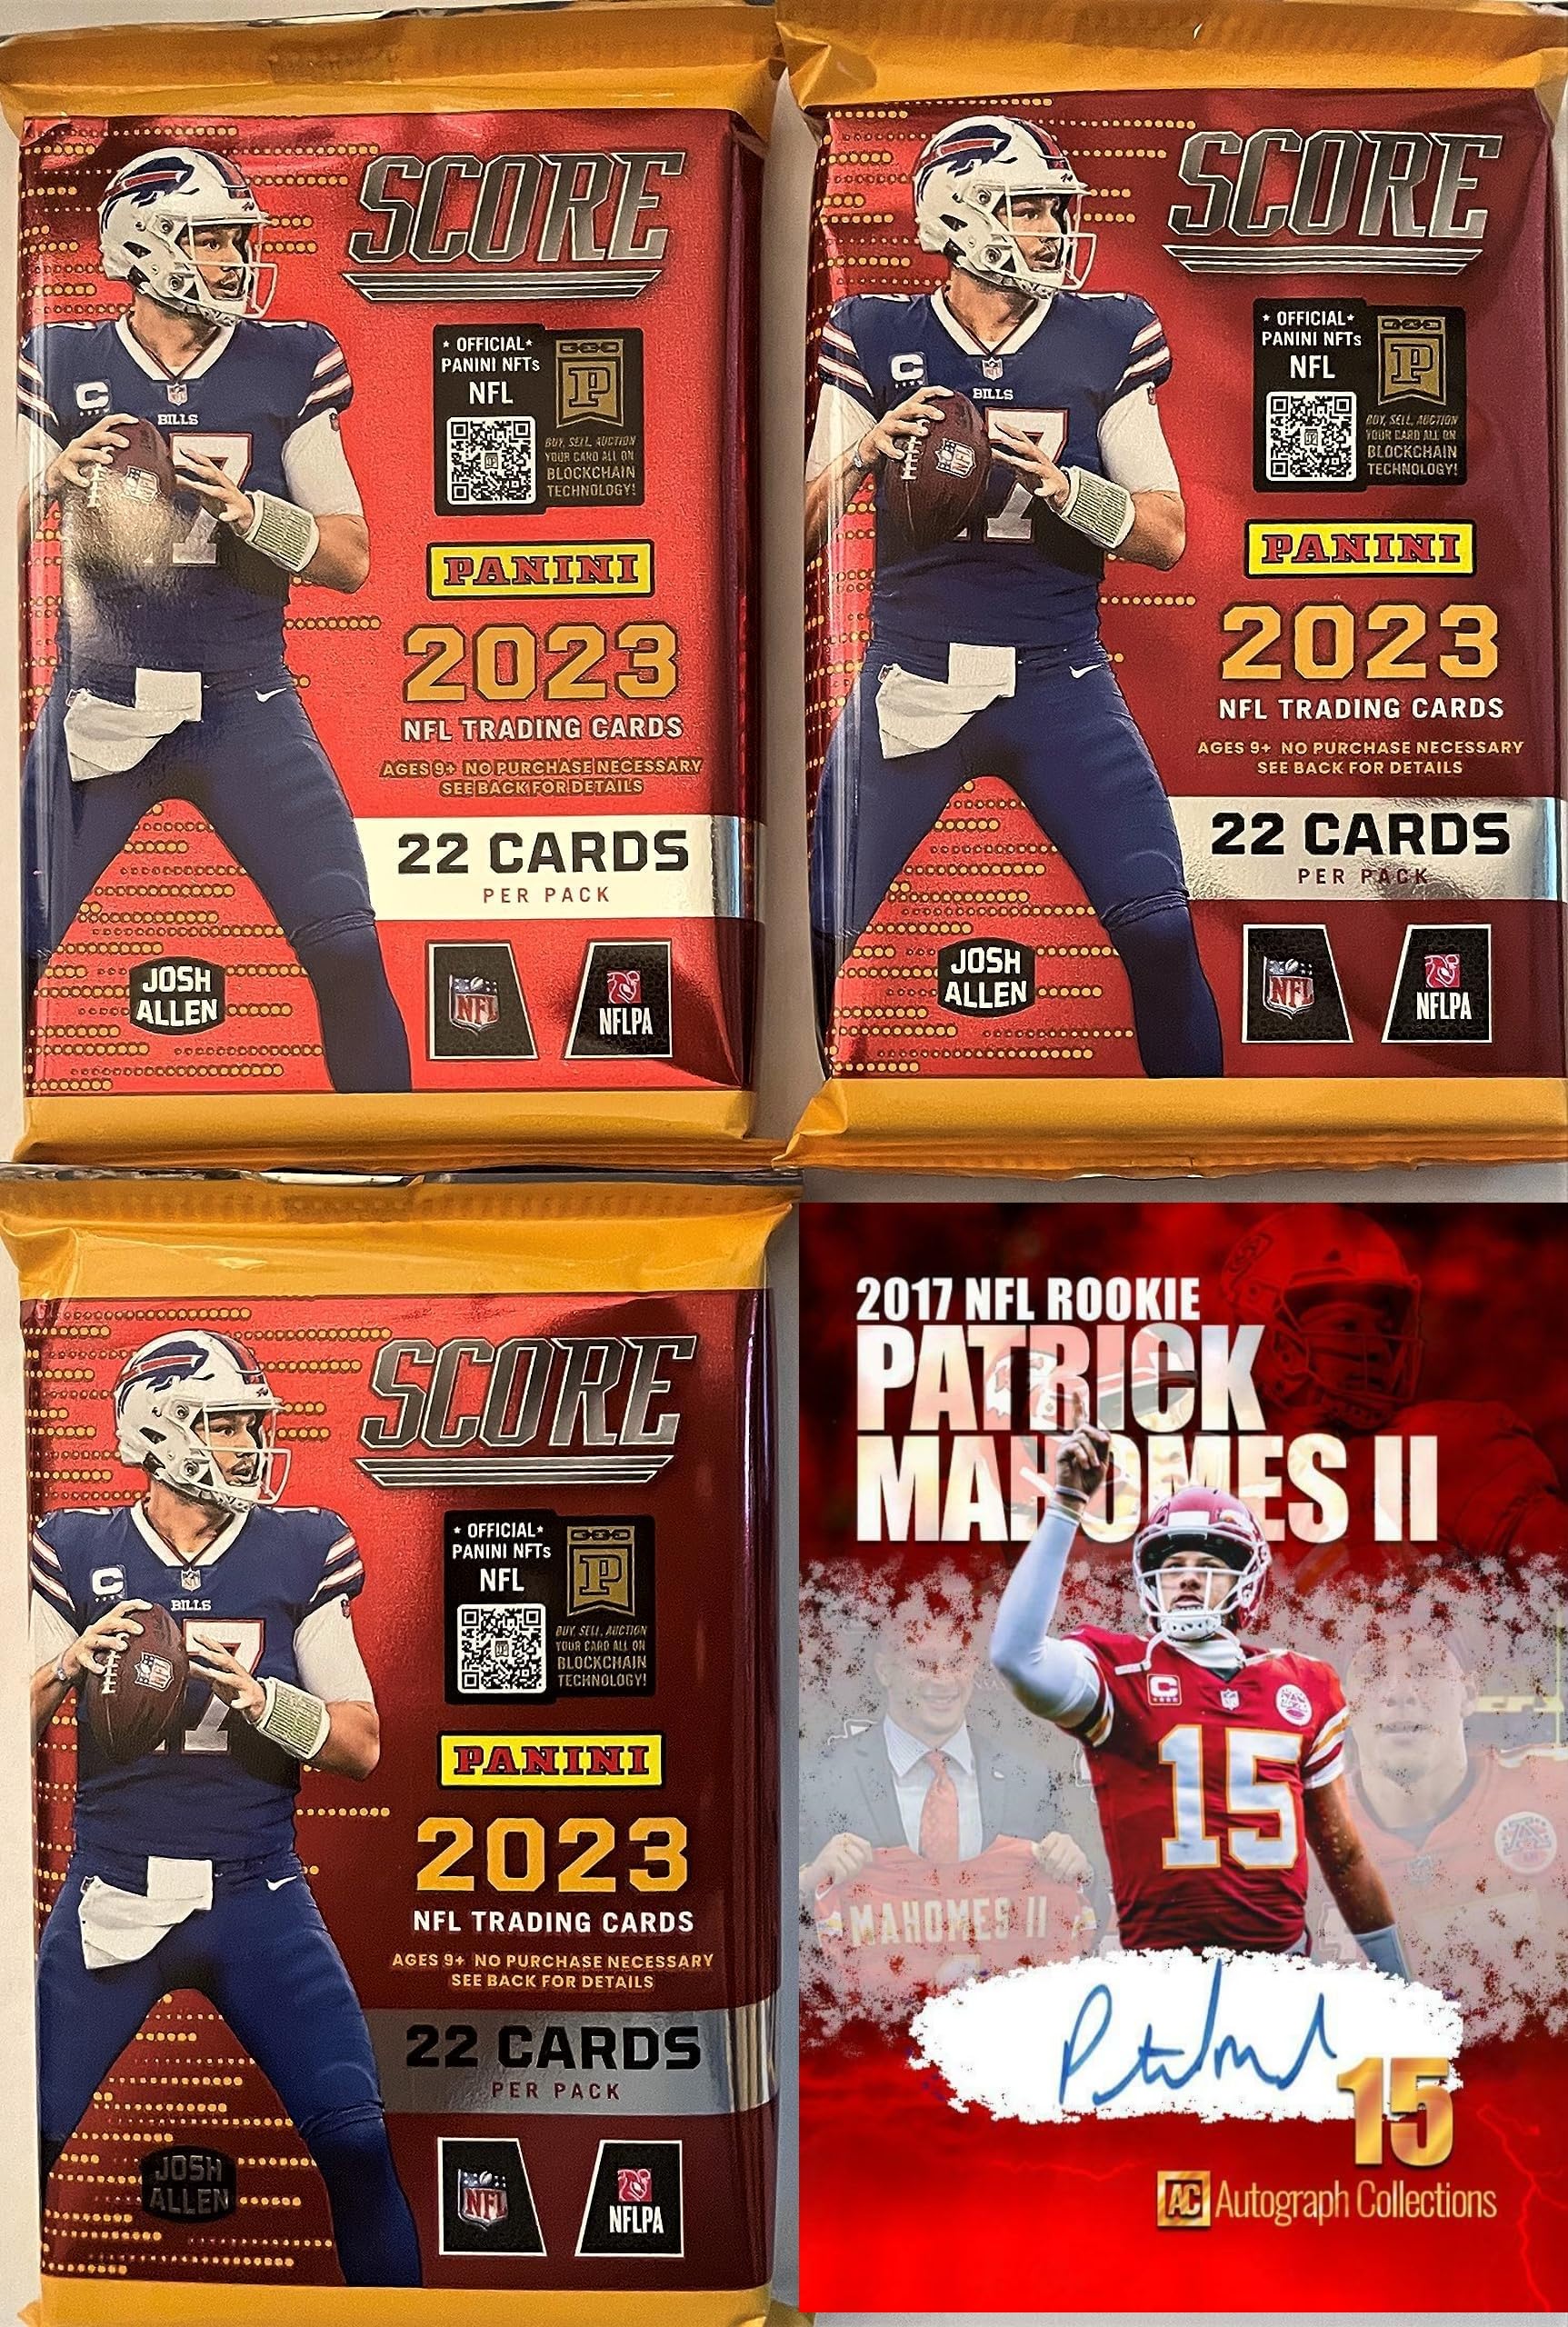 SCORE
* OFFICIAL *
PANINI NFTs
NFL
P
BUY, SELL, AUCTION
YOUR CARD ALL ON
BLOCKCHAIN
TECHNOLOGY!
C
BILLS
17
PANINI
2023
NFL TRADING CARDS
AGES 9+ NO PURCHASE NECESSARY
SEE BACK FOR DETAILS
22 CARDS
PER PACK
JOSH
ALLEN
NFL
NFLPA
SCORE
* OFFICIAL *
PANINI NFTs
NFL
P
BUY, SELL, AUCTION
YOUR CARD ALL ON
BLOCKCHAIN
TECHNOLOGY!
C
BILLS
17
PANINI
2023
NFL TRADING CARDS
AGES 9+ NO PURCHASE NECESSARY
SEE BACK FOR DETAILS
22 CARDS
PER PACK
JOSH
ALLEN
NFL
NFLPA
SCORE
* OFFICIAL *
PANINI NFTs
NFL
P
BUY, SELL, AUCTION
YOUR CARD ALL ON
BLOCKCHAIN
TECHNOLOGY!
C
BILLS
17
PANINI
2023
NFL TRADING CARDS
AGES 9+ NO PURCHASE NECESSARY
SEE BACK FOR DETAILS
22 CARDS
PER PACK
JOSH
ALLEN
NFL
NFLPA
2017 NFL ROOKIE
PATRICK
MAHOMES II
C
15
MAHOMES II
15
AC Autograph Collections